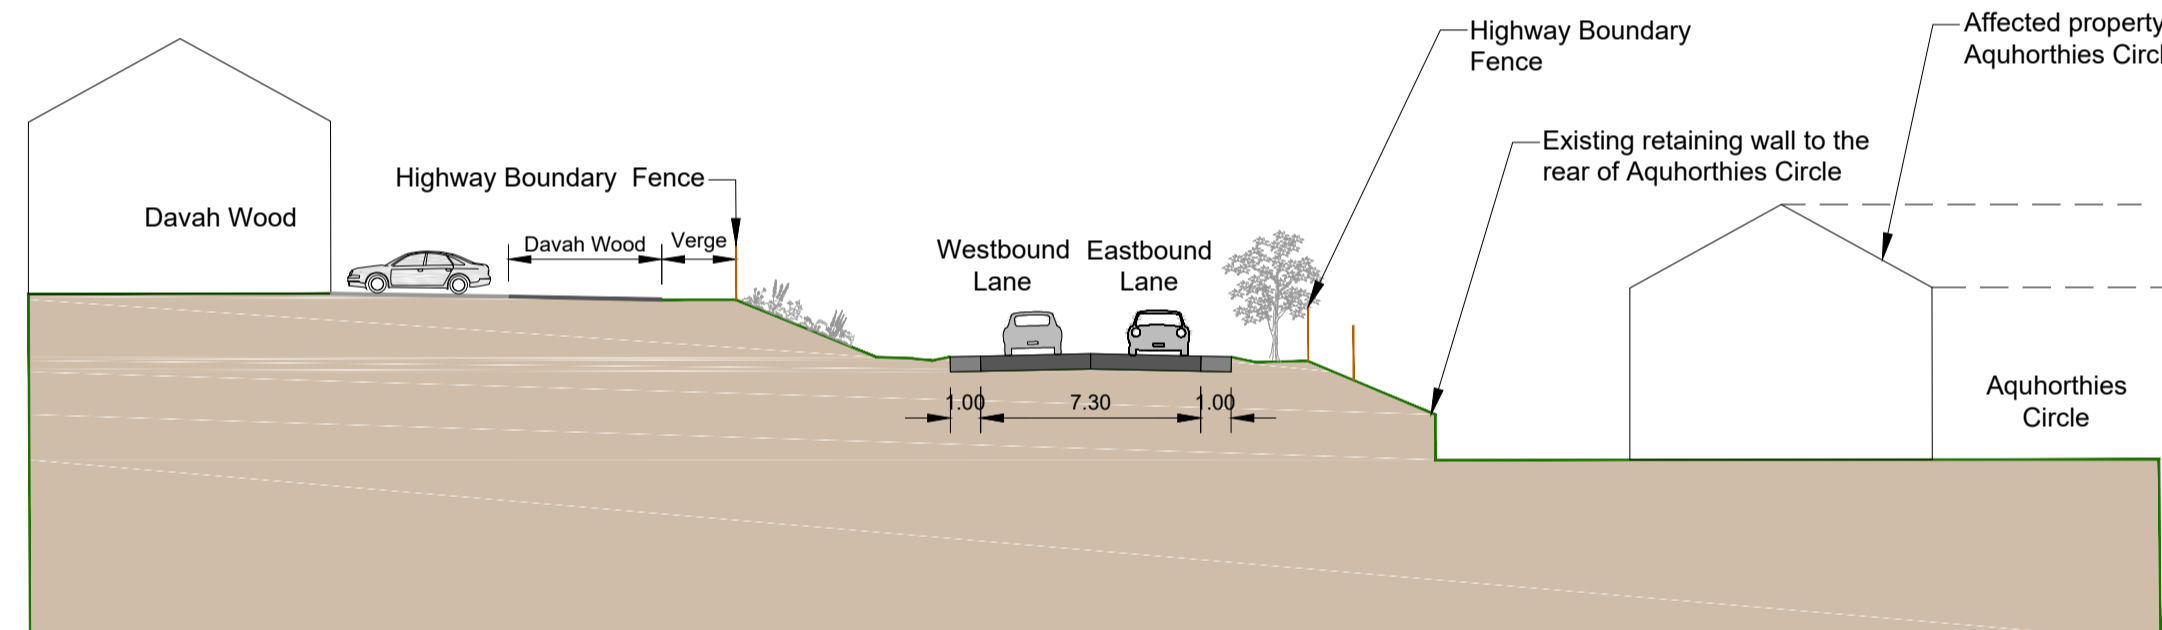 Highway Boundary
Fence
Affected property
Aquhorthies
Existing retaining wall to the
rear of Aquhorthies Circle
Highway Boundary Fence
Davah Wood
Davah Wood
Verge
Westbound
Lane
Eastbound
Lane
1.00
7.30
1.00
Aquhorthies
Circle